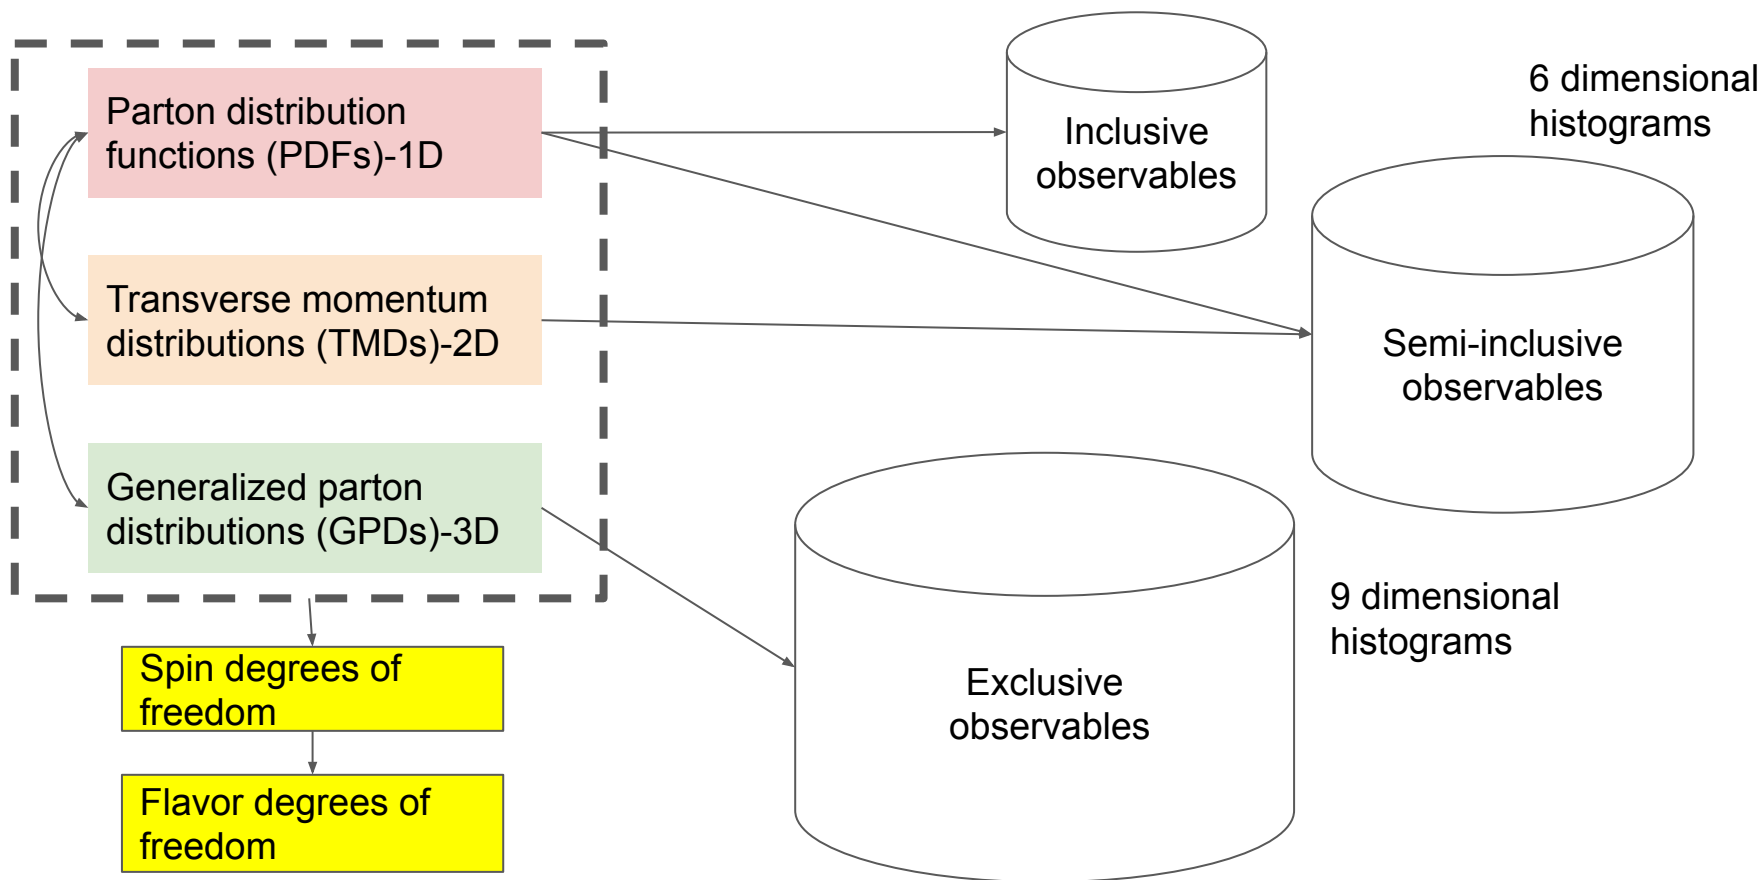 Parton distribution
functions (PDFs)-1D
Transverse momentum
distributions (TMDs)-2D
Generalized parton
distributions (GPDs)-3D
Spin degrees of
freedom
Flavor degrees of
freedom
Inclusive
observables
6 dimensional
histograms
Semi-inclusive
observables
Exclusive
observables
9 dimensional
histograms